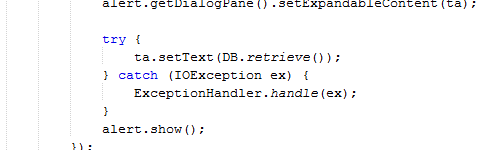 alert.getDialogPane().setExpandableContent(ta);
try {
ta.setText(DB.retrieve());
} catch (IOException ex) {
ExceptionHandler.handle(ex);
}
alert.show();
});